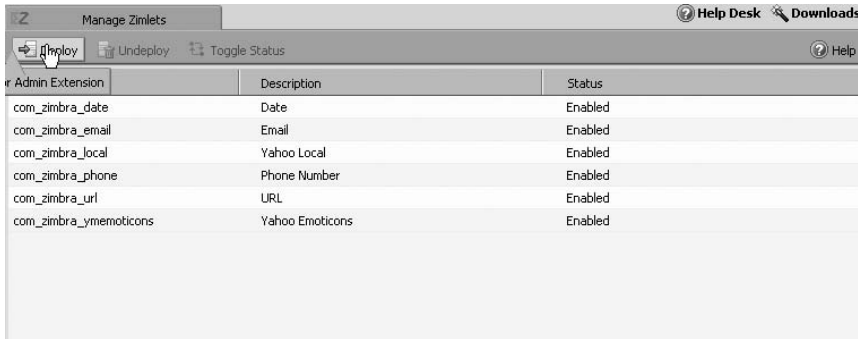 Manage Zimlets
Help Desk Downloads
Deploy Undeploy Toggle Status Help
r Admin Extension Description Status
com_zimbra_date Date Enabled
com_zimbra_email Email Enabled
com_zimbra_local Yahoo Local Enabled
com_zimbra_phone Phone Number Enabled
com_zimbra_url URL Enabled
com_zimbra_ymemoticons Yahoo Emoticons Enabled